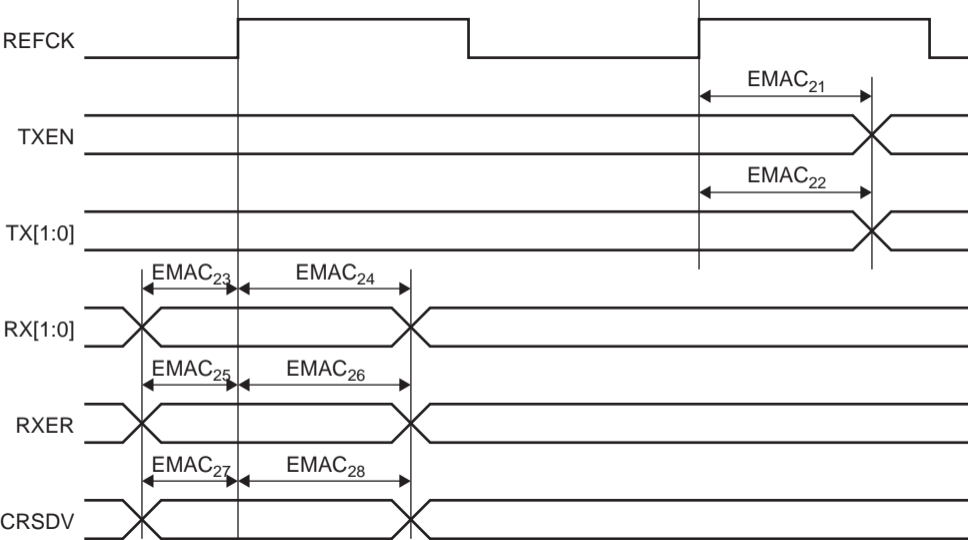 REFCK
EMAC21
TXEN
EMAC22
TX[1:0]
EMAC23 EMAC24
RX[1:0]
EMAC25 EMAC26
RXER
EMAC27 EMAC28
CRSDV